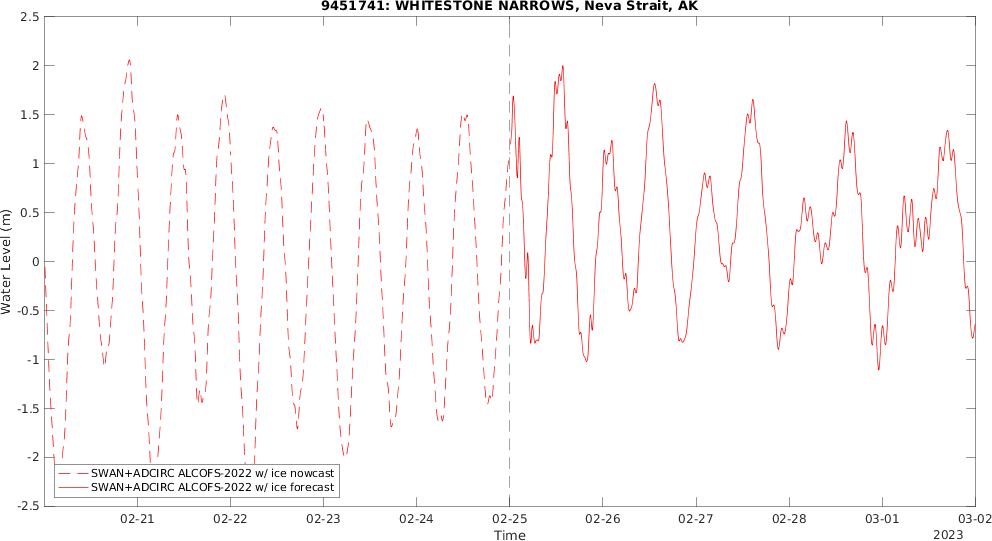 9451741: WHITESTONE NARROWS, Neva Strait, AK
2.5
2
1.5
1
0.5
0
-0.5
-1
-1.5
-2
-2.5
Water Level (m)
SWAN+ADCIRC ALCOFS-2022 w/ ice nowcast
SWAN+ADCIRC ALCOFS-2022 w/ ice forecast
02-21 02-22 02-23 02-24 02-25 02-26 02-27 02-28 03-01 03-02
Time 2023